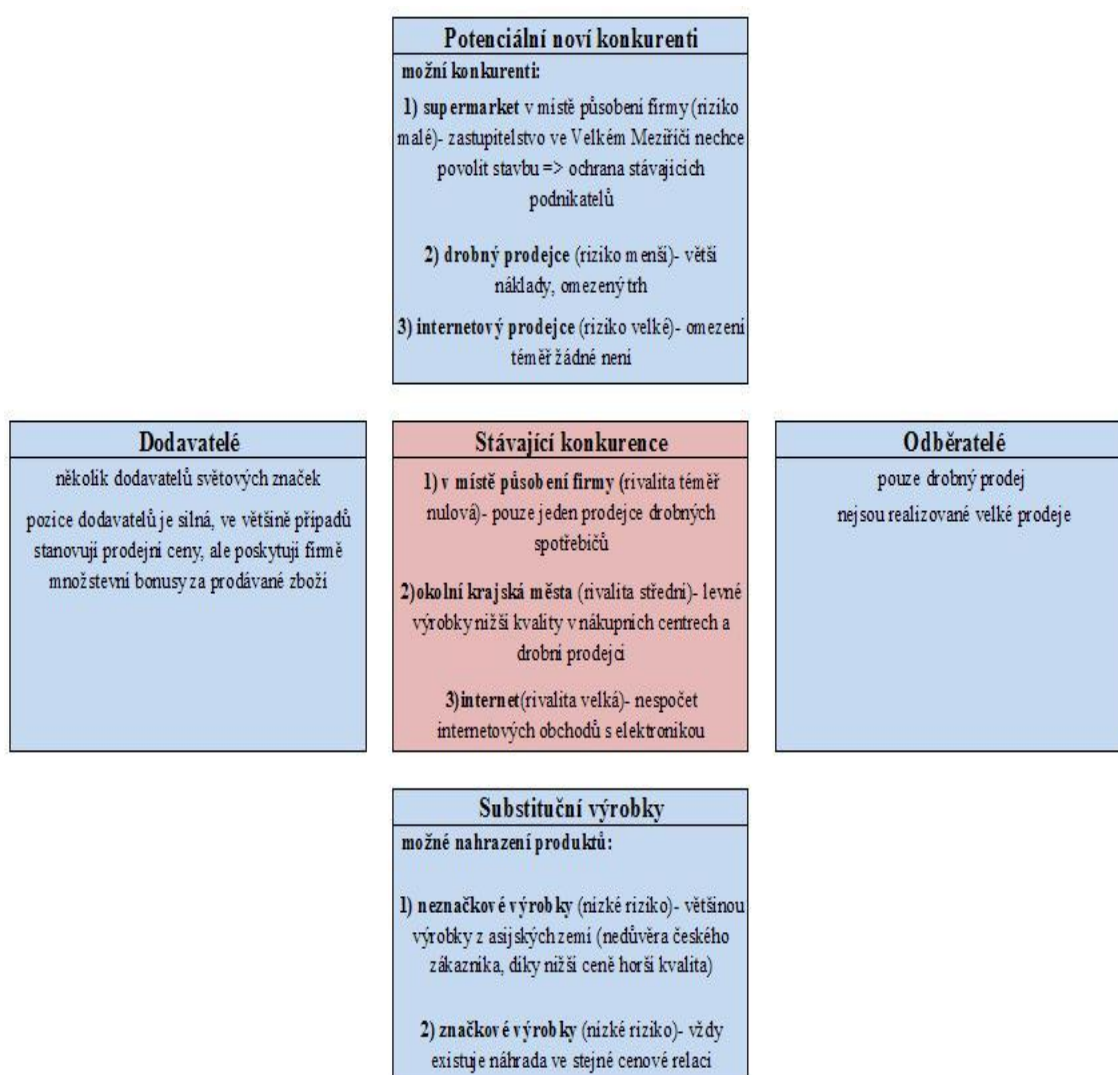 Potenciální noví konkurenti
možní konkurenti:
1) supermarket v místě působení firmy (riziko
malé)- zastupitelstvo ve Velkém Meziříčí nechce
povolit stavbu => ochrana stávajících
podnikatelů
2) drobný prodejce (riziko menší)- větší
náklady, omezený trh
3) internetový prodejce (riziko velké)- omezení
téměř žádné není
Dodavatelé
několik dodavatelů světových značek
pozice dodavatelů je silná, ve většině případů
stanovují prodejní ceny, ale poskytují firmě
množstevní bonusy za prodávané zboží
Stávající konkurence
1) v místě působení firmy (rivalita téměř
nulová)- pouze jeden prodejce drobných
spotřebičů
2)okolní krajská města (rivalita střední)- levné
výrobky nižší kvality v nákupních centrech a
drobní prodejci
3)internet(rivalita velká)- nespočet
internetových obchodů s elektronikou
Odběratelé
pouze drobný prodej
nejsou realizované velké prodeje
Substituční výrobky
možné nahrazení produktů:
1) neznačkové výrobky (nízké riziko)- většinou
výrobky z asijských zemí (nedůvěra českého
zákazníka, díky nižší ceně horší kvalita)
2) značkové výrobky (nízké riziko)- vždy
existuje náhrada ve stejné cenové relaci